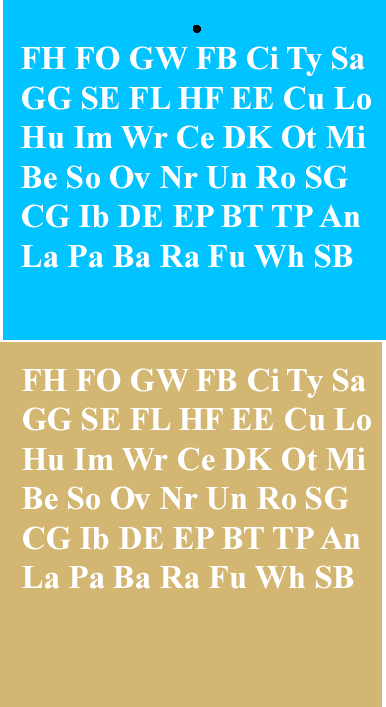 FH FO GW FB Ci Ty Sa
GG SE FL HF EE Cu Lo
Hu Im Wr Ce DK Ot Mi
Be So Ov Nr Un Ro SG
CG Ib DE EP BT TP An
La Pa Ba Ra Fu Wh SB
FH FO GW FB Ci Ty Sa
GG SE FL HF EE Cu Lo
Hu Im Wr Ce DK Ot Mi
Be So Ov Nr Un Ro SG
CG Ib DE EP BT TP An
La Pa Ba Ra Fu Wh SB